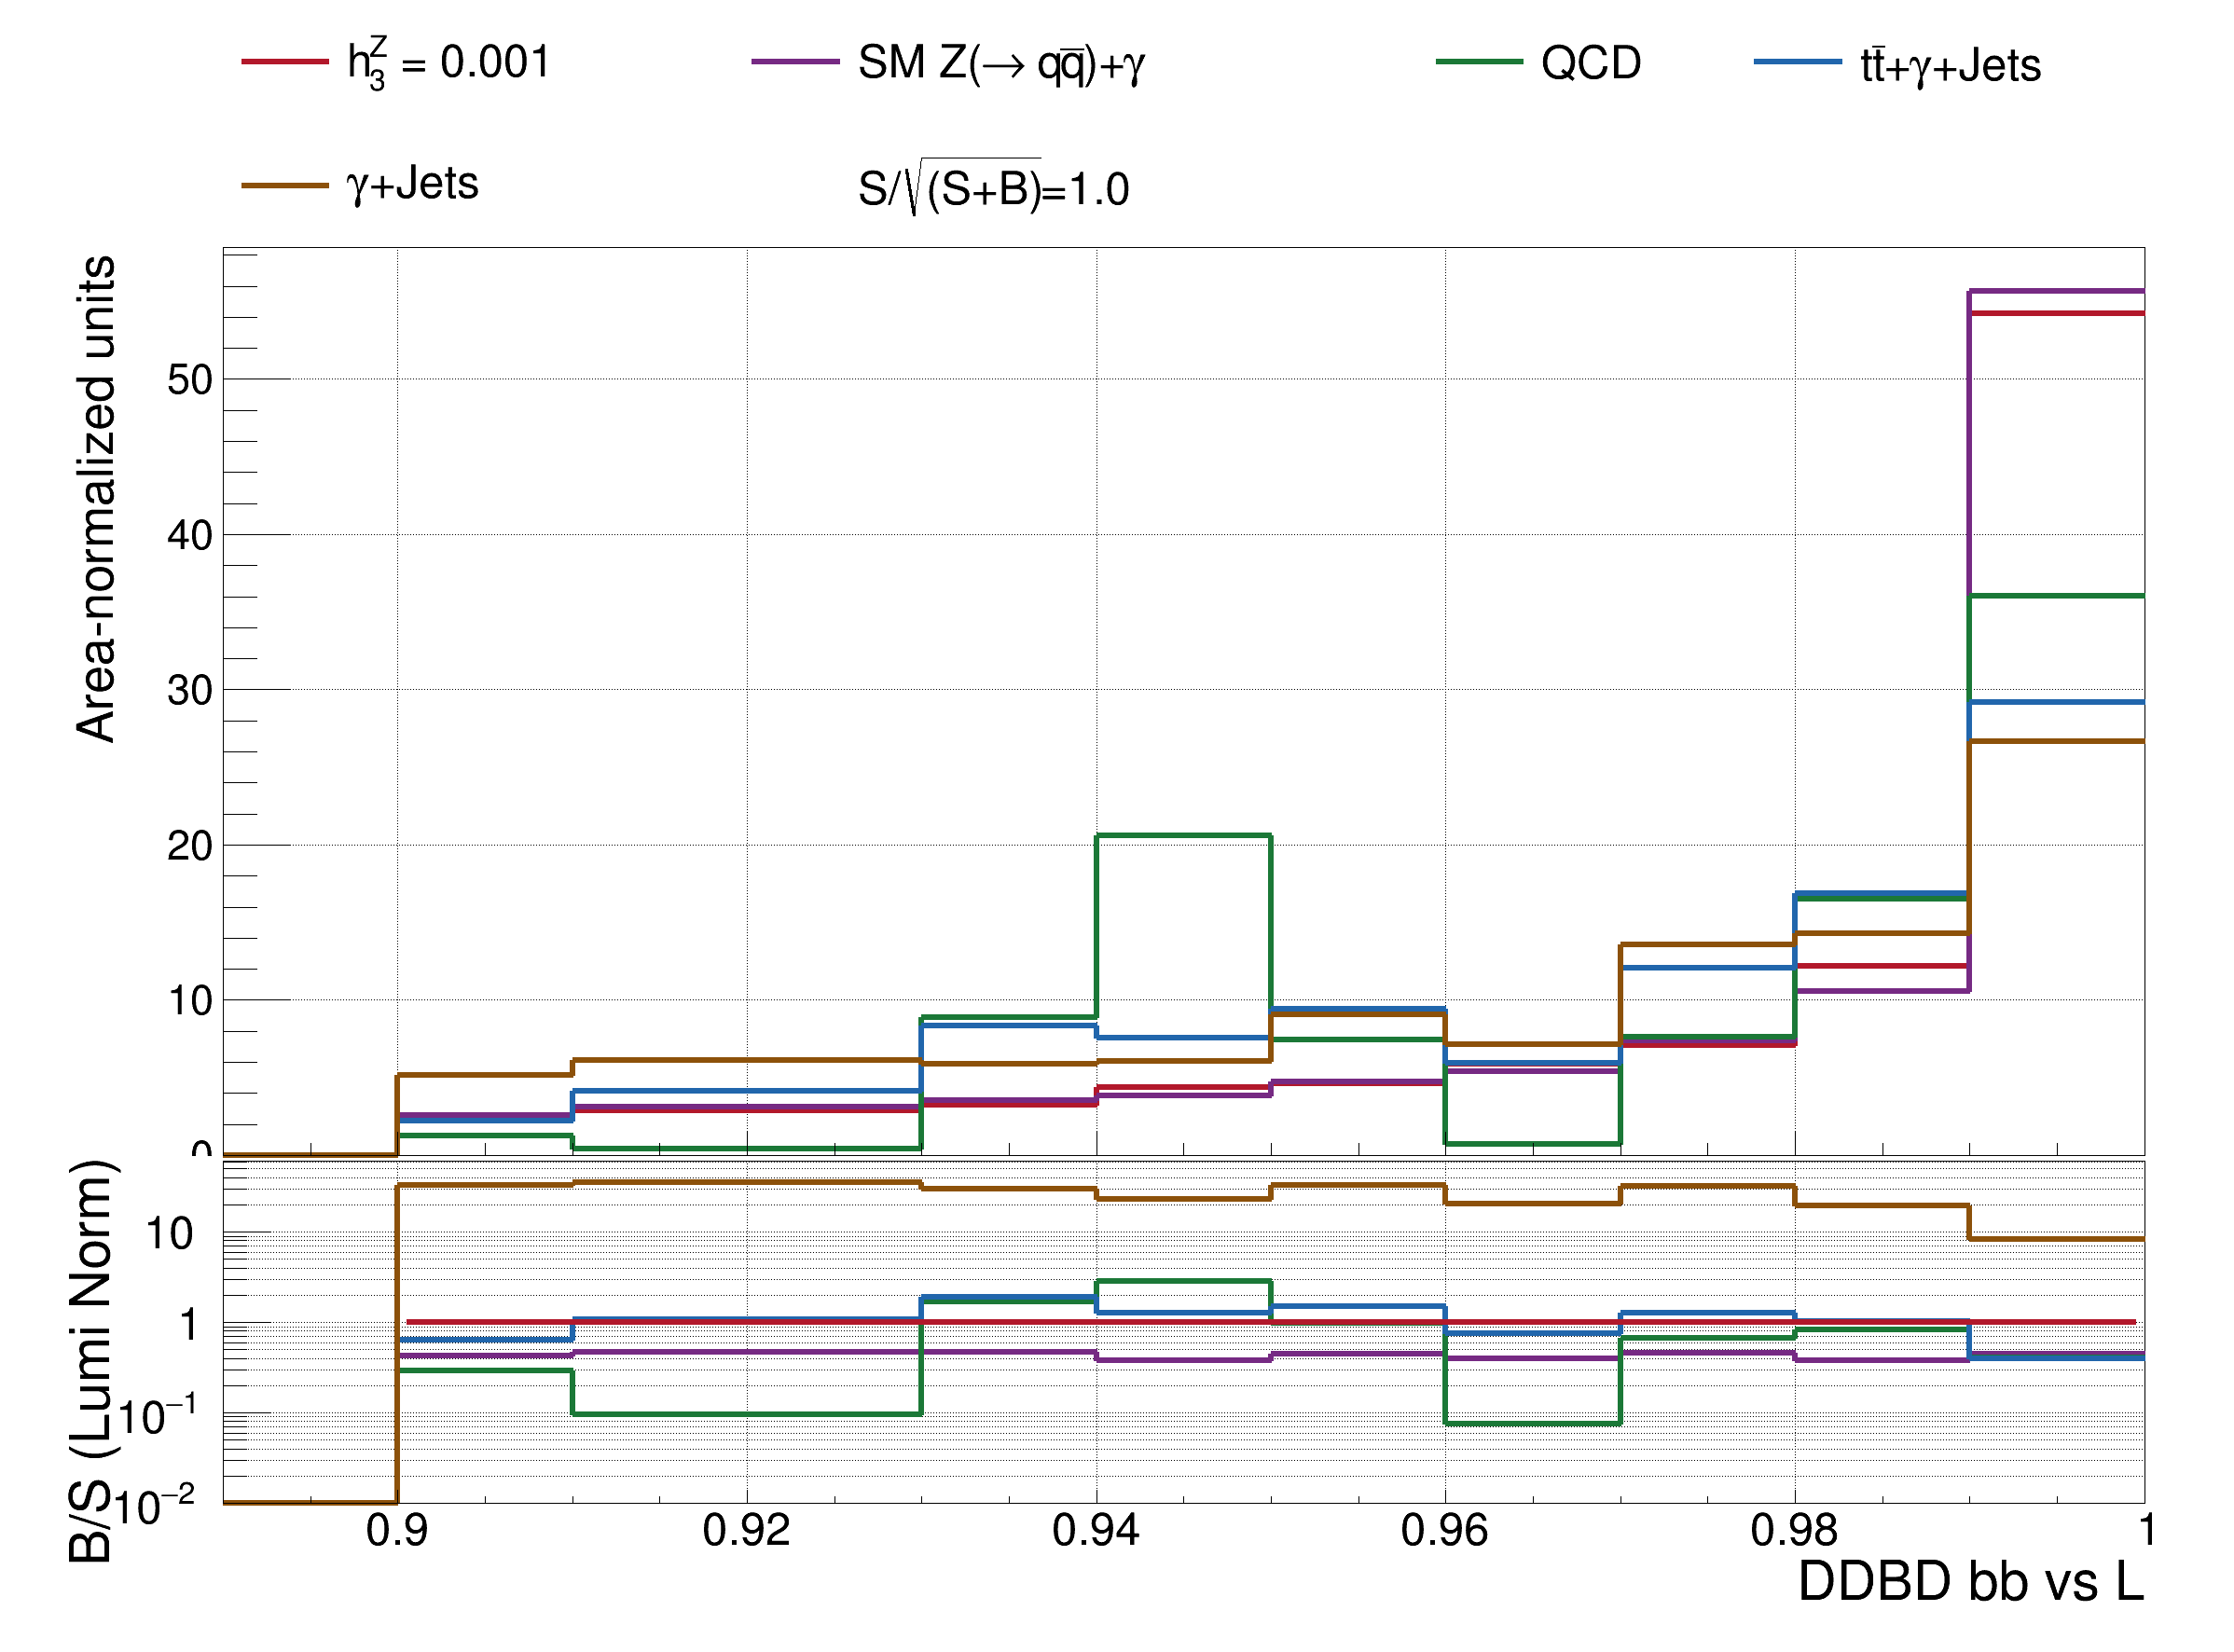 h₃ᶻ = 0.001 SM Z(→ qq̅)+γ QCD tt̅+γ+Jets
γ+Jets S/√(S+B)=1.0
Area-normalized units
50
40
30
20
10
0
B/S (Lumi Norm)
10
1
10⁻¹
10⁻²
0.9 0.92 0.94 0.96 0.98 1
DDBD bb vs L